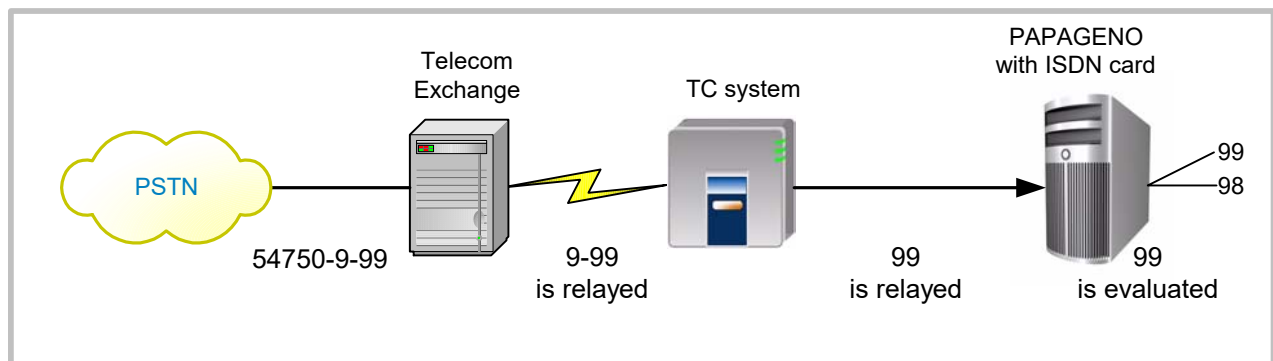 PAPAGENO
with ISDN card
Telecom
Exchange
TC system
PSTN
99
98
54750-9-99
9-99
is relayed
99
is relayed
99
is evaluated